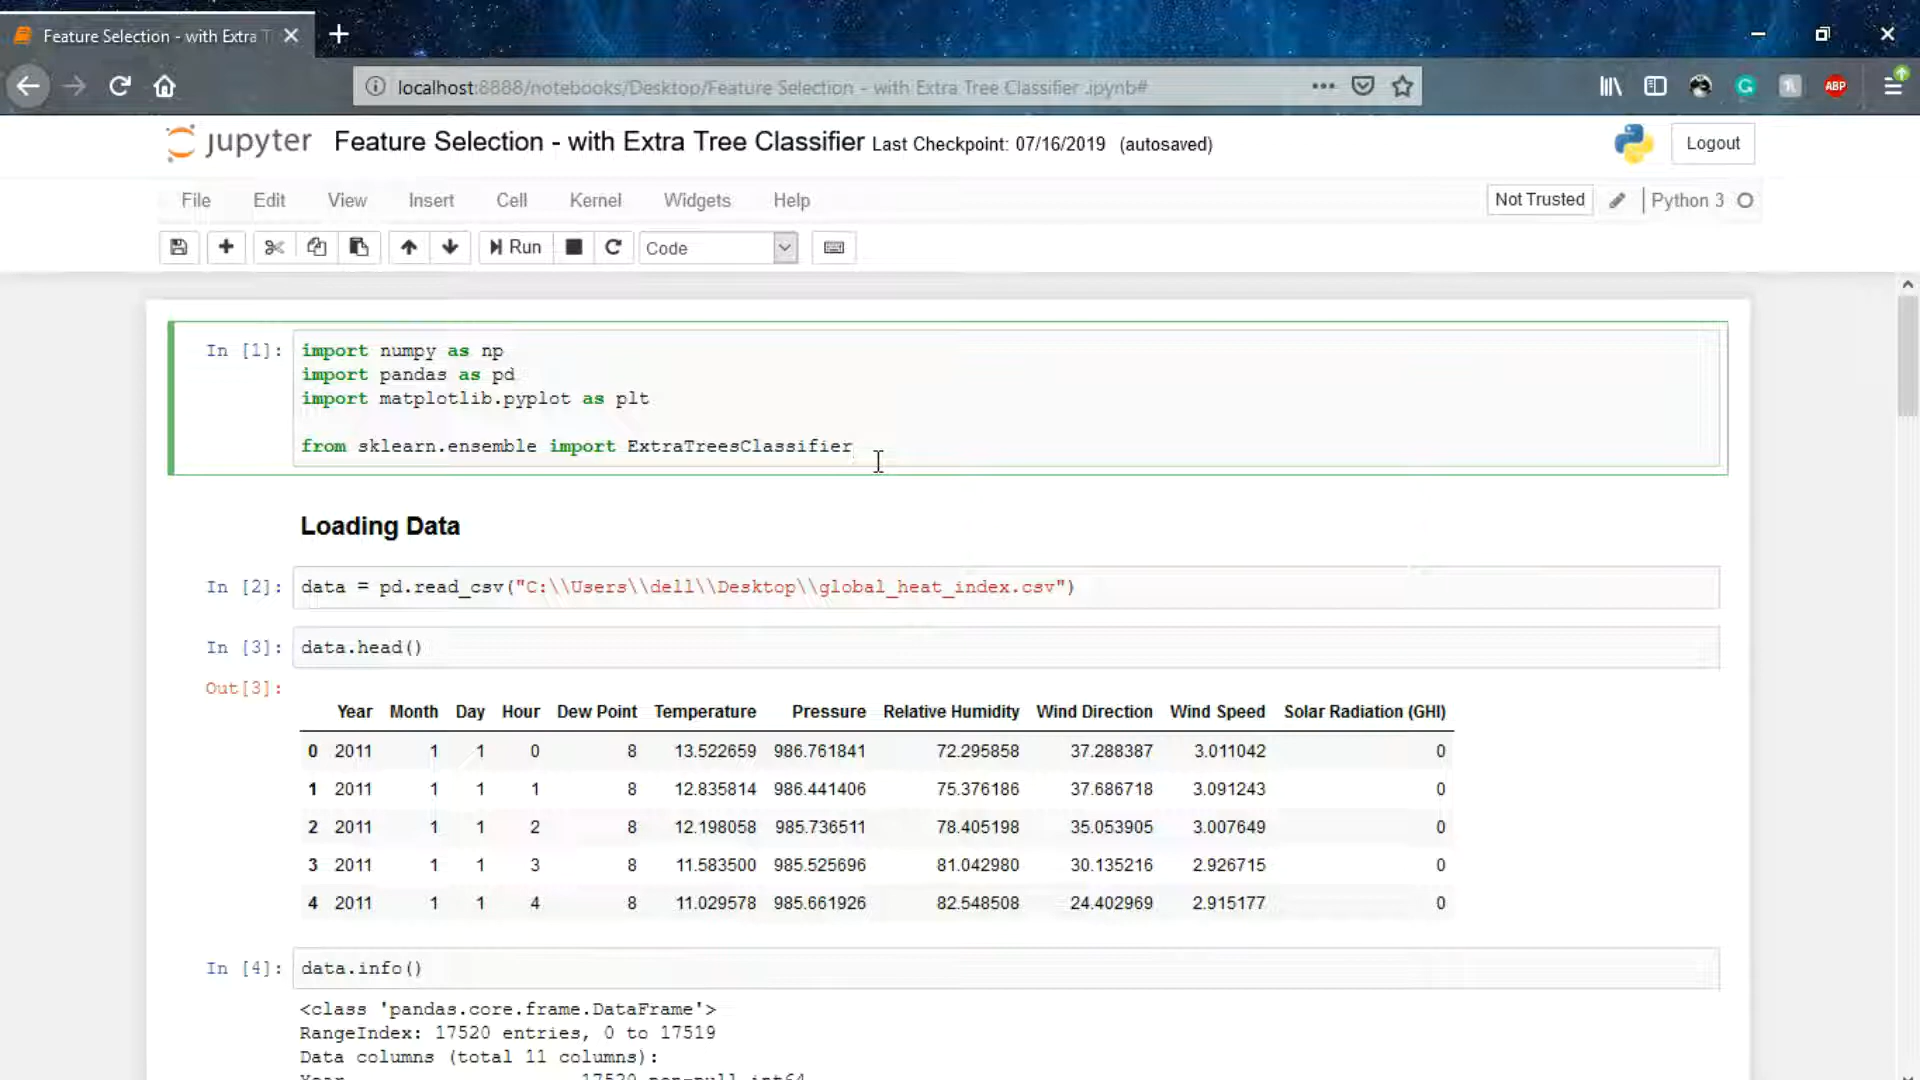 Feature Selection - with Extra T
localhost:8888/notebooks/Desktop/Feature Selection - with Extra Tree Classifier .ipynb#
ABP
jupyter Feature Selection - with Extra Tree Classifier Last Checkpoint: 07/16/2019 (autosaved)
Logout
File Edit View Insert Cell Kernel Widgets Help
Not Trusted Python 3
Run Code
In [1]: import numpy as np
import pandas as pd
import matplotlib.pyplot as plt
from sklearn.ensemble import ExtraTreesClassifier
Loading Data
In [2]: data = pd.read_csv("C:\\Users\\dell\\Desktop\\global_heat_index.csv")
In [3]: data.head()
Out[3]:
Year Month Day Hour Dew Point Temperature Pressure Relative Humidity Wind Direction Wind Speed Solar Radiation (GHI)
0 2011 1 1 0 8 13.522659 986.761841 72.295858 37.288387 3.011042 0
1 2011 1 1 1 8 12.835814 986.441406 75.376186 37.686718 3.091243 0
2 2011 1 1 2 8 12.198058 985.736511 78.405198 35.053905 3.007649 0
3 2011 1 1 3 8 11.583500 985.525696 81.042980 30.135216 2.926715 0
4 2011 1 1 4 8 11.029578 985.661926 82.548508 24.402969 2.915177 0
In [4]: data.info()
<class 'pandas.core.frame.DataFrame'>
RangeIndex: 17520 entries, 0 to 17519
Data columns (total 11 columns):
Year 17520 non-null int64